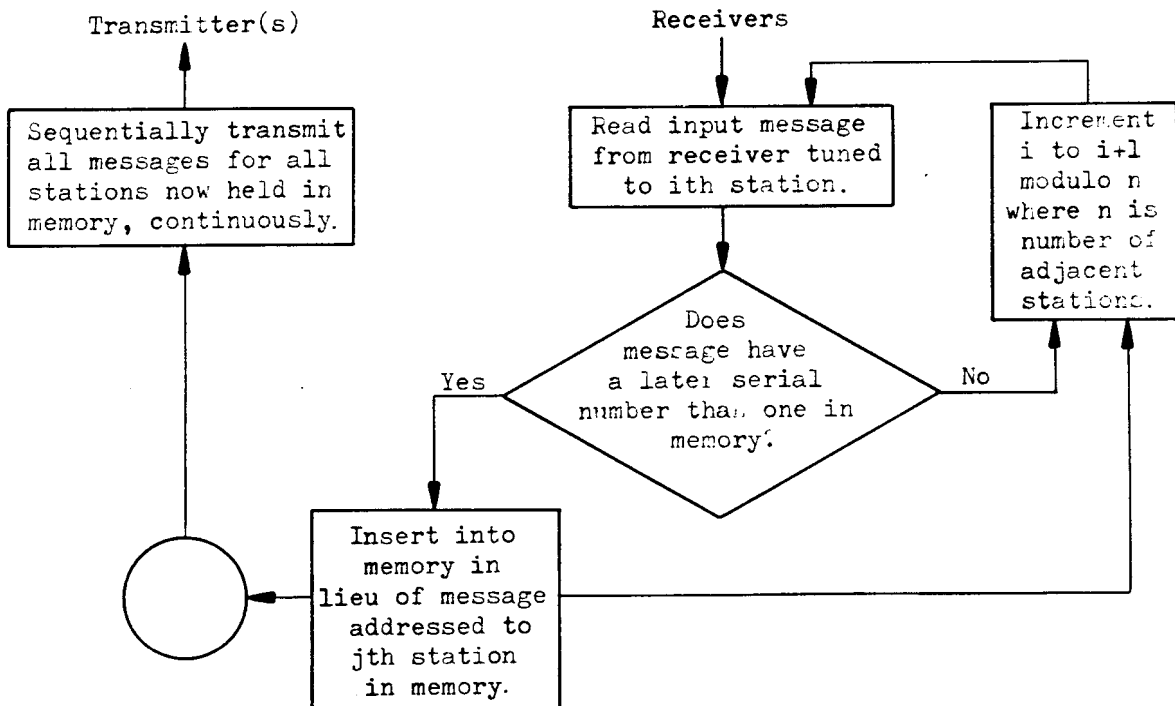 Transmitter(s)
Sequentially transmit
all messages for all
stations now held in
memory, continuously.
Receivers
Read input message
from receiver tuned
to ith station.
Increment
i to i+1
modulo n
where n is
number of
adjacent
stations.
Does
message have
a later serial
number than one in
memory?
Yes
No
Insert into
memory in
lieu of message
addressed to
jth station
in memory.